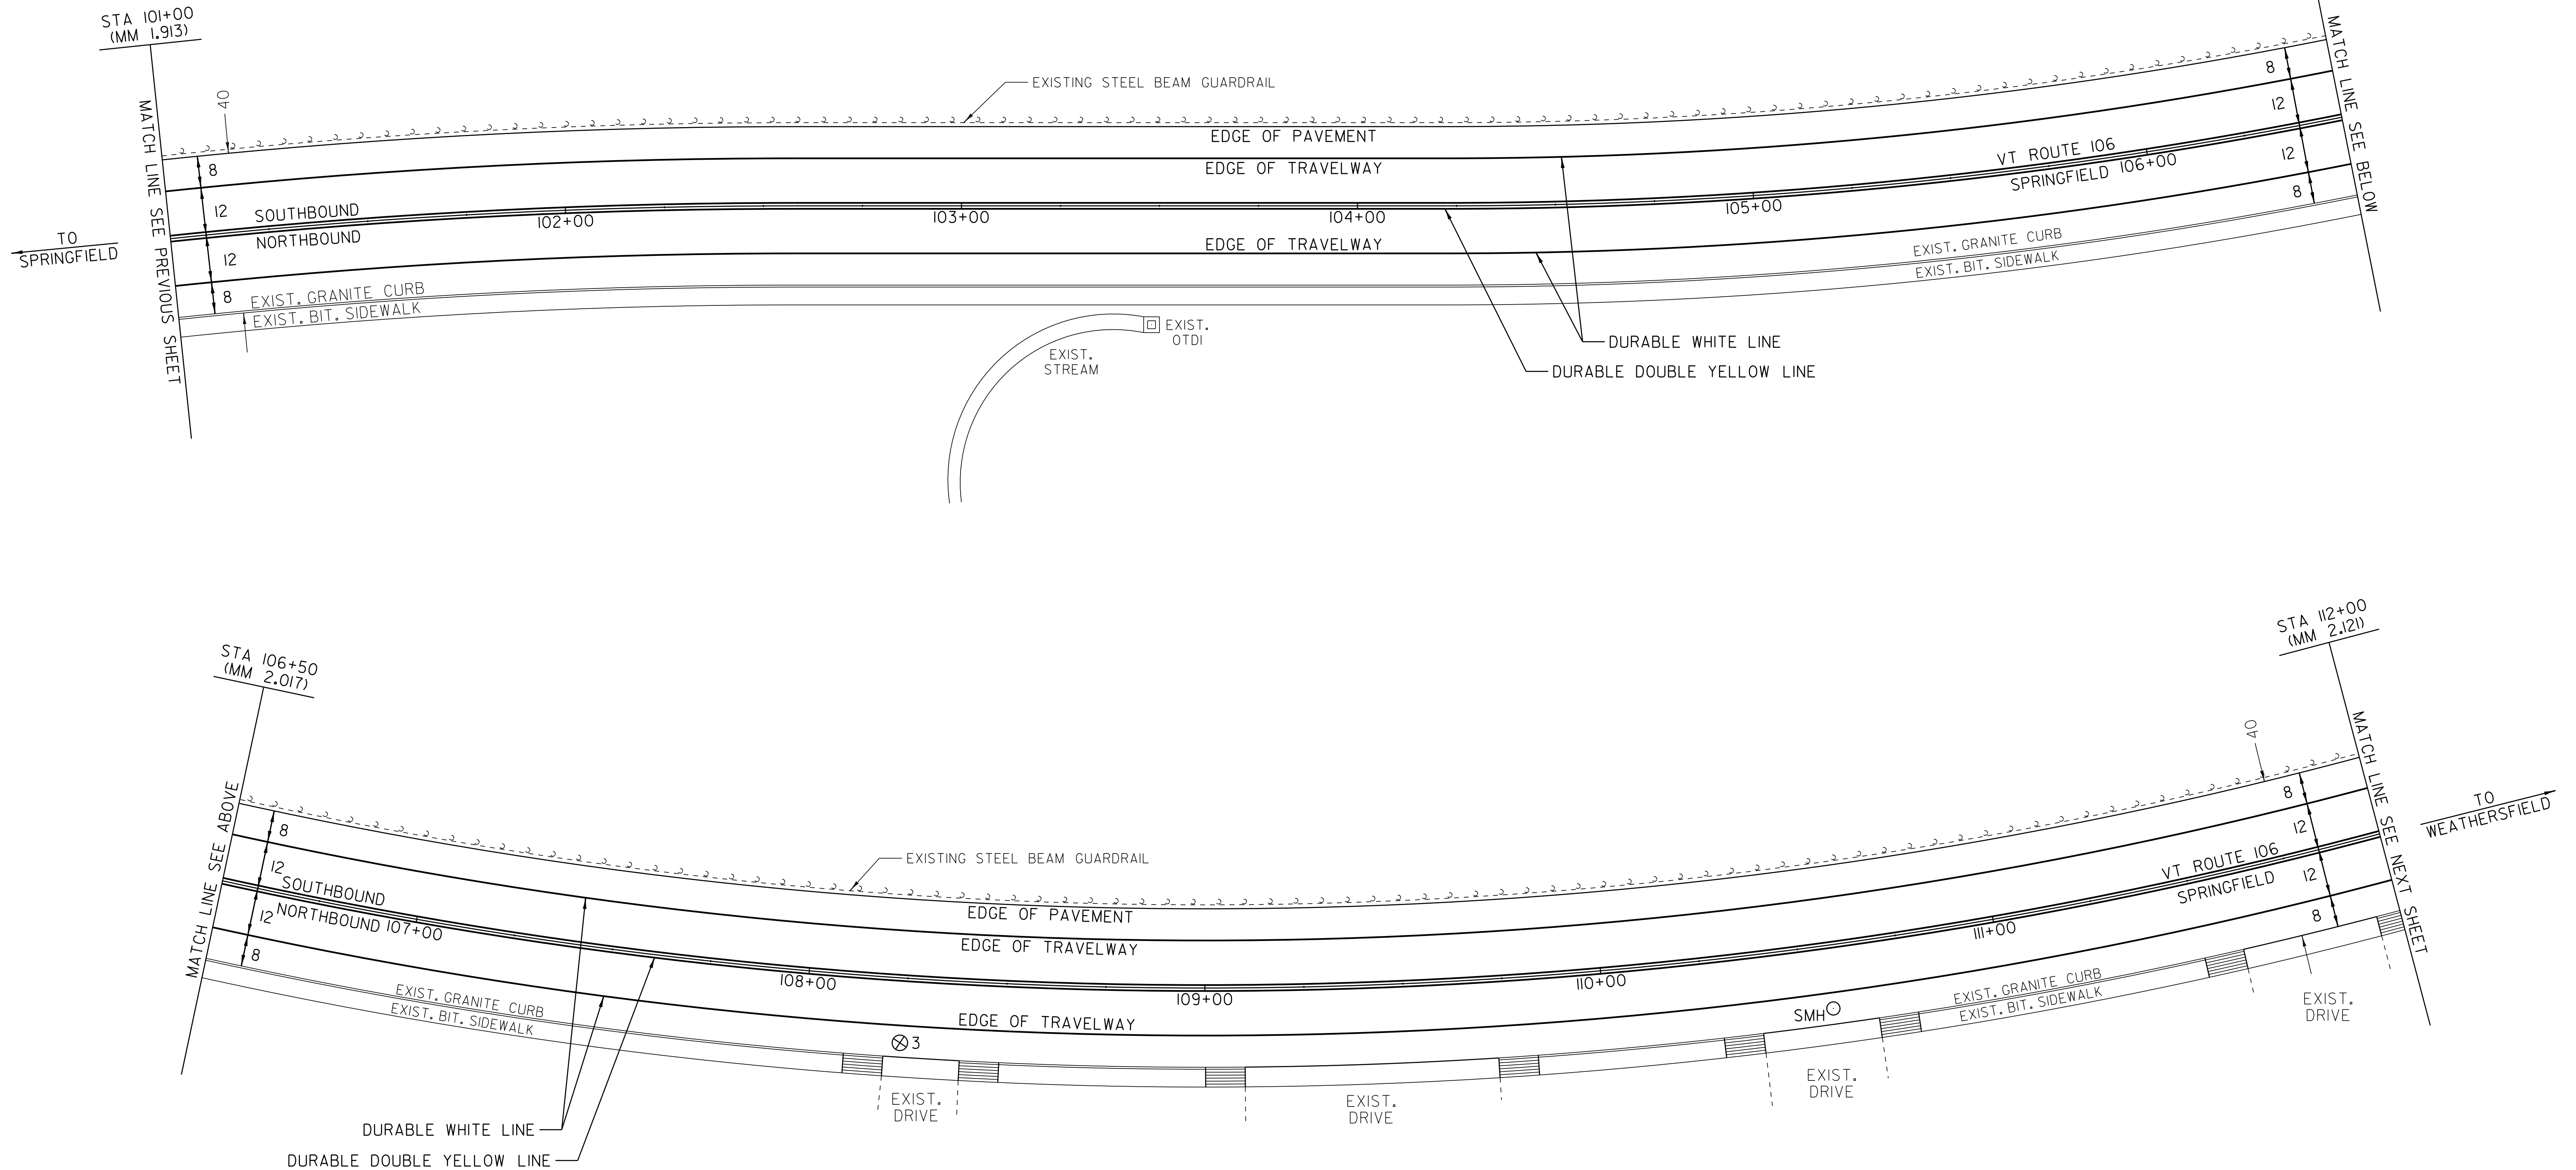 STA 101+00
(MM 1.913)
MATCH LINE SEE PREVIOUS SHEET
TO
SPRINGFIELD
40
8
12
12
8
SOUTHBOUND
NORTHBOUND
EXIST. GRANITE CURB
EXIST. BIT. SIDEWALK
102+00
EXISTING STEEL BEAM GUARDRAIL
EDGE OF PAVEMENT
EDGE OF TRAVELWAY
103+00
104+00
EDGE OF TRAVELWAY
EXIST.
OTDI
EXIST.
STREAM
105+00
VT ROUTE 106
SPRINGFIELD 106+00
EXIST. GRANITE CURB
EXIST. BIT. SIDEWALK
DURABLE WHITE LINE
DURABLE DOUBLE YELLOW LINE
8
12
12
8
MATCH LINE SEE BELOW
STA 106+50
(MM 2.017)
MATCH LINE SEE ABOVE
8
12
12
8
SOUTHBOUND
NORTHBOUND 107+00
EXIST. GRANITE CURB
EXIST. BIT. SIDEWALK
EXISTING STEEL BEAM GUARDRAIL
EDGE OF PAVEMENT
EDGE OF TRAVELWAY
108+00
109+00
110+00
111+00
EDGE OF TRAVELWAY
3
EXIST.
DRIVE
EXIST.
DRIVE
SMH
EXIST.
DRIVE
EXIST. GRANITE CURB
EXIST. BIT. SIDEWALK
EXIST.
DRIVE
VT ROUTE 106
SPRINGFIELD
40
8
12
12
8
STA 112+00
(MM 2.121)
MATCH LINE SEE NEXT SHEET
TO
WEATHERSFIELD
DURABLE WHITE LINE
DURABLE DOUBLE YELLOW LINE